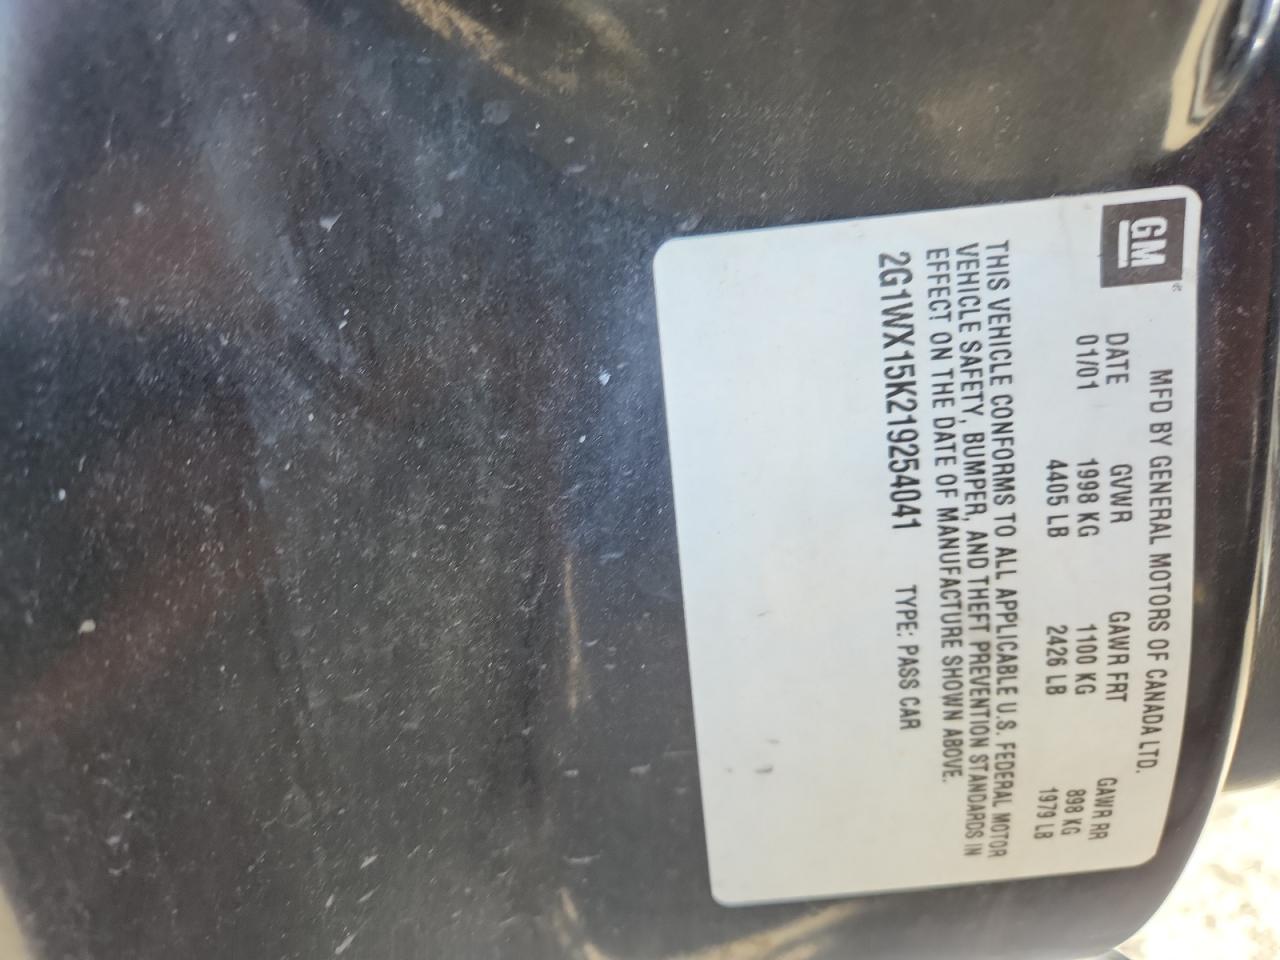 GM
MFD BY GENERAL MOTORS OF CANADA LTD.
DATE GVWR GAWR FRT GAWR RR
01/01 1998 KG 1100 KG 898 KG
4405 LB 2426 LB 1979 LB
THIS VEHICLE CONFORMS TO ALL APPLICABLE U.S. FEDERAL MOTOR
VEHICLE SAFETY, BUMPER, AND THEFT PREVENTION STANDARDS IN
EFFECT ON THE DATE OF MANUFACTURE SHOWN ABOVE.
2G1WX15K219254041 TYPE: PASS CAR